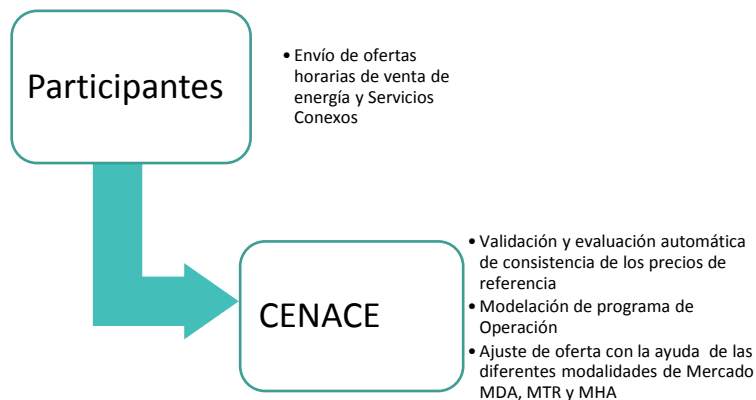 Participantes
• Envío de ofertas
horarias de venta de
energía y Servicios
Conexos
CENACE
• Validación y evaluación automática
de consistencia de los precios de
referencia
• Modelación de programa de
Operación
• Ajuste de oferta con la ayuda de las
diferentes modalidades de Mercado
MDA, MTR y MHA